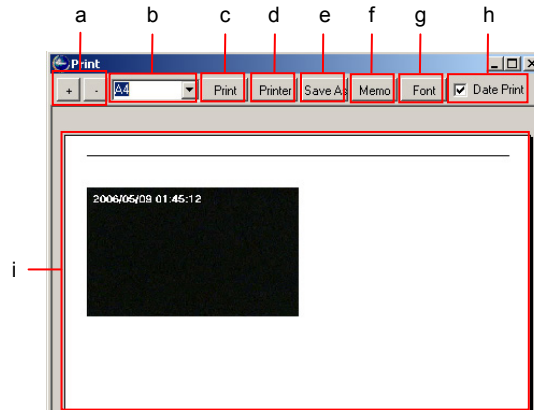 a b c d e f g h
Print
+ - A4 Print Printer Save As Memo Font Date Print
2006/05/09 01:45:12
i